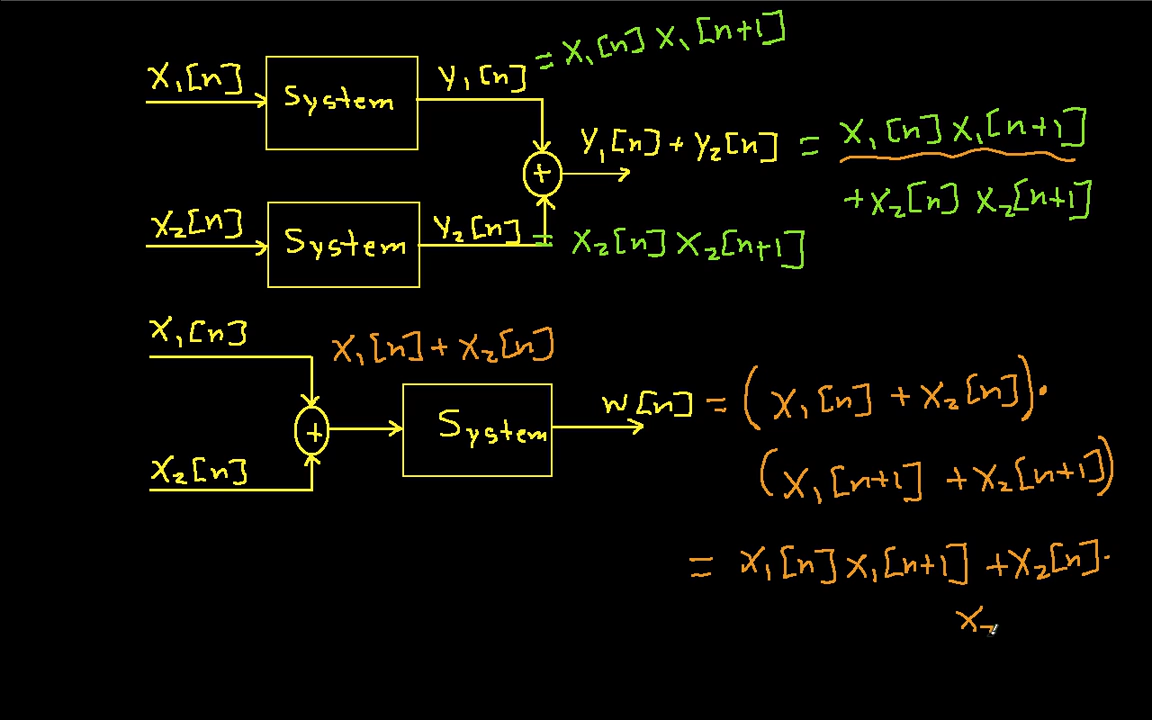 = x₁[n] x₁[n+1]
x₁[n] System y₁[n]
y₁[n] + y₂[n] = x₁[n] x₁[n+1]
+ x₂[n] x₂[n+1]
x₂[n] System y₂[n] = x₂[n] x₂[n+1]
x₁[n] x₁[n] + x₂[n]
System w[n] = (x₁[n] + x₂[n]) ·
+
+
x₂[n] (x₁[n+1] + x₂[n+1])
= x₁[n] x₁[n+1] + x₂[n] ·
x₂